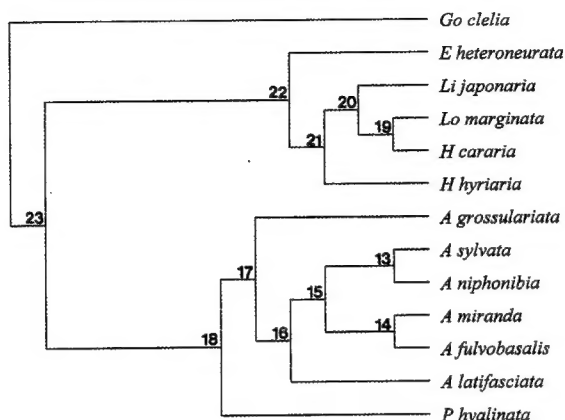 Go clelia
E heteroneurata
22
Li japonaria
20
Lo marginata
19
21
H cararia
H hyriaria
23
A grossulariata
A sylvata
13
17
A niphonibia
15
A miranda
14
18
16
A fulvobasalis
A latifasciata
P hyalinata